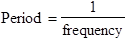 Period = 1/frequency